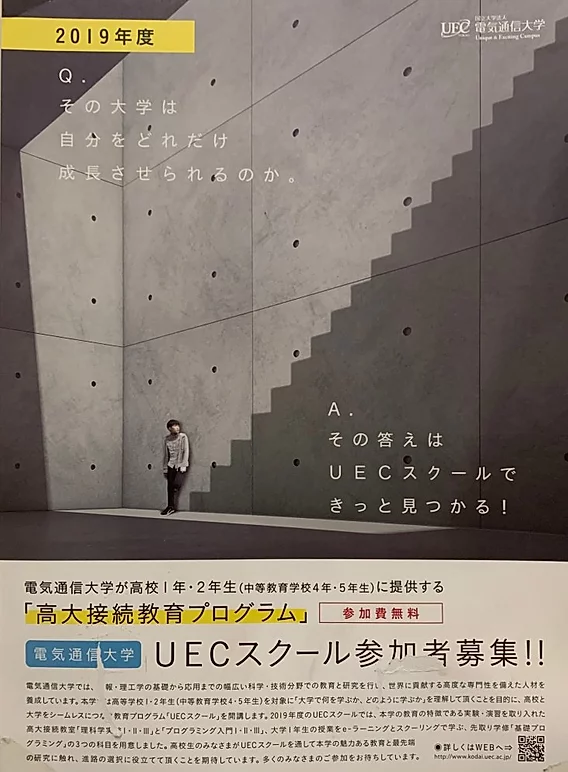 2019年度
UEC 国立大学法人 電気通信大学
Unique & Exciting Campus
Q.
その大学は
自分をどれだけ
成長させられるのか。
A.
その答えは
UECスクールで
きっと見つかる!
電気通信大学が高校1年・2年生(中等教育学校4年・5年生)に提供する
「高大接続教育プログラム」 参加費無料
電気通信大学 UECスクール参加者募集!!
電気通信大学では、 報・理工学の基礎から応用までの幅広い科学・技術分野での教育と研究を行い、世界に貢献する高度な専門性を備えた人材を
養成しています。本学 は高等学校1・2年生(中等教育学校4・5年生)を対象に「大学で何を学ぶか、どのように学ぶか」を理解して頂くことを目的に、高校と
大学をシームレスにつな 教育プログラム「UECスクール」を開講します。2019年度のUECスクールでは、本学の教育の特徴である実験・演習を取り入れた
高大接続教室「理科学 I・II・III」と「プログラミング入門I・II・III」、大学1年生の授業をe-ラーニングとスクーリングで学ぶ、先取り学修「基礎プロ
グラミング」の3つの科目を用意しました。高校生のみなさまがUECスクールを通して本学の魅力ある教育と最先端
の研究に触れ、進路の選択に役立てて頂くことを期待しています。多くのみなさまのご参加をお待ちしています。
◉詳しくはWEBへ➡
http://www.kodai.uec.ac.jp/